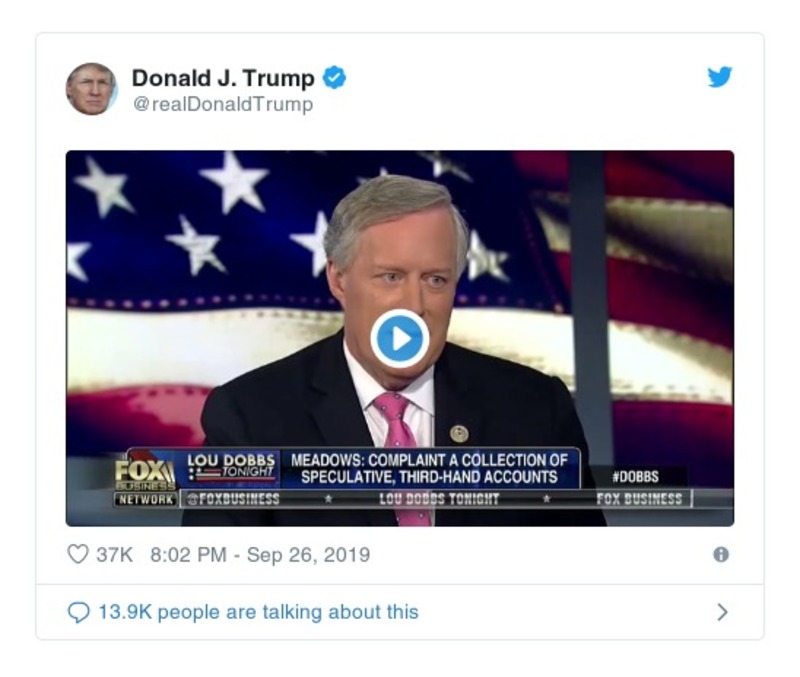 Donald J. Trump
@realDonaldTrump
FOX
BUSINESS
NETWORK
LOU DOBBS
TONIGHT
MEADOWS: COMPLAINT A COLLECTION OF
SPECULATIVE, THIRD-HAND ACCOUNTS
#DOBBS
@FOXBUSINESS LOU DOBBS TONIGHT FOX BUSINESS
37K 8:02 PM - Sep 26, 2019
13.9K people are talking about this